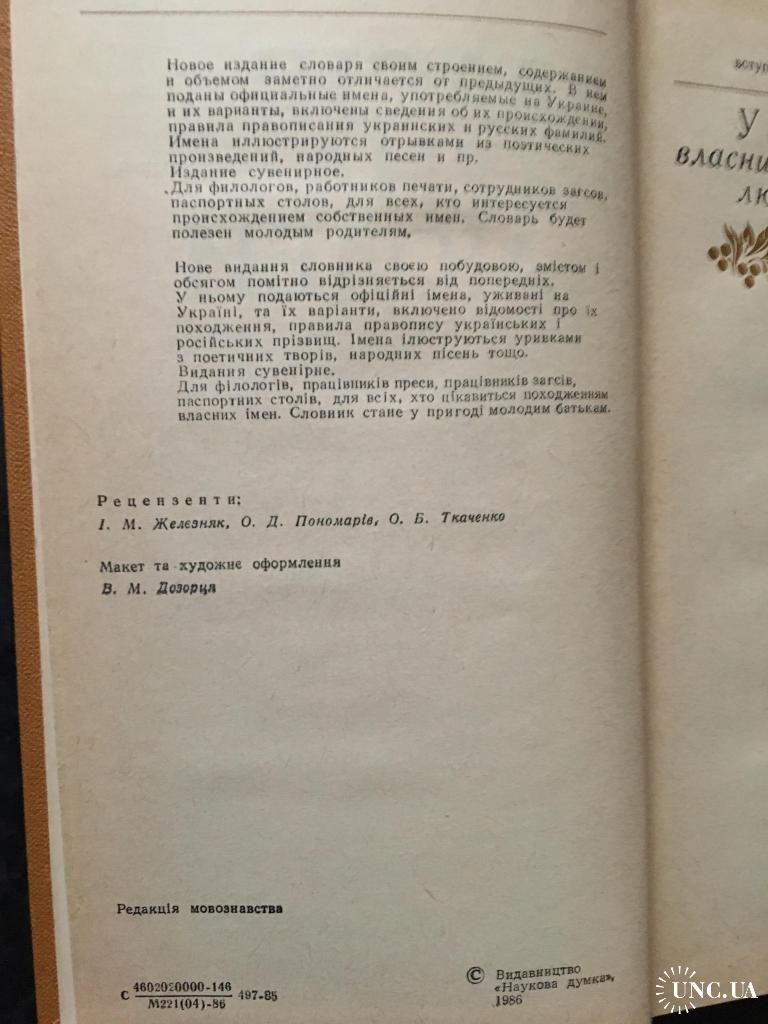 Новое издание словаря своим строением, содержанием
и объемом заметно отличается от предыдущих. В нем
поданы официальные имена, употребляемые на Украине,
и их варианты, включены сведения об их происхождении,
правила правописания украинских и русских фамилий.
Имена иллюстрируются отрывками из поэтических
произведений, народных песен и пр.
Издание сувенирное.
Для филологов, работников печати, сотрудников загсов,
паспортных столов, для всех, кто интересуется
происхождением собственных имен. Словарь будет
полезен молодым родителям.
Нове видання словника своєю побудовою, змістом і
обсягом помітно відрізняється від попередніх.
У ньому подаються офіційні імена, уживані на
Україні, та їх варіанти, включено відомості про їх
походження, правила правопису українських і
російських прізвищ. Імена ілюструються уривками
з поетичних творів, народних пісень тощо.
Видання сувенірне.
Для філологів, працівників преси, працівників загсів,
паспортних столів, для всіх, хто цікавиться походженням
власних імен. Словник стане у пригоді молодим батькам.
Рецензенти:
І. М. Желєзняк, О. Д. Пономарів, О. Б. Ткаченко
Макет та художнє оформлення
В. М. Дозорця
Редакція мовознавства
С 4602020000-146
М221(04)-86 497-85
© Видавництво
«Наукова думка»,
1986
вступ
У
власни
лю
UNC.UA